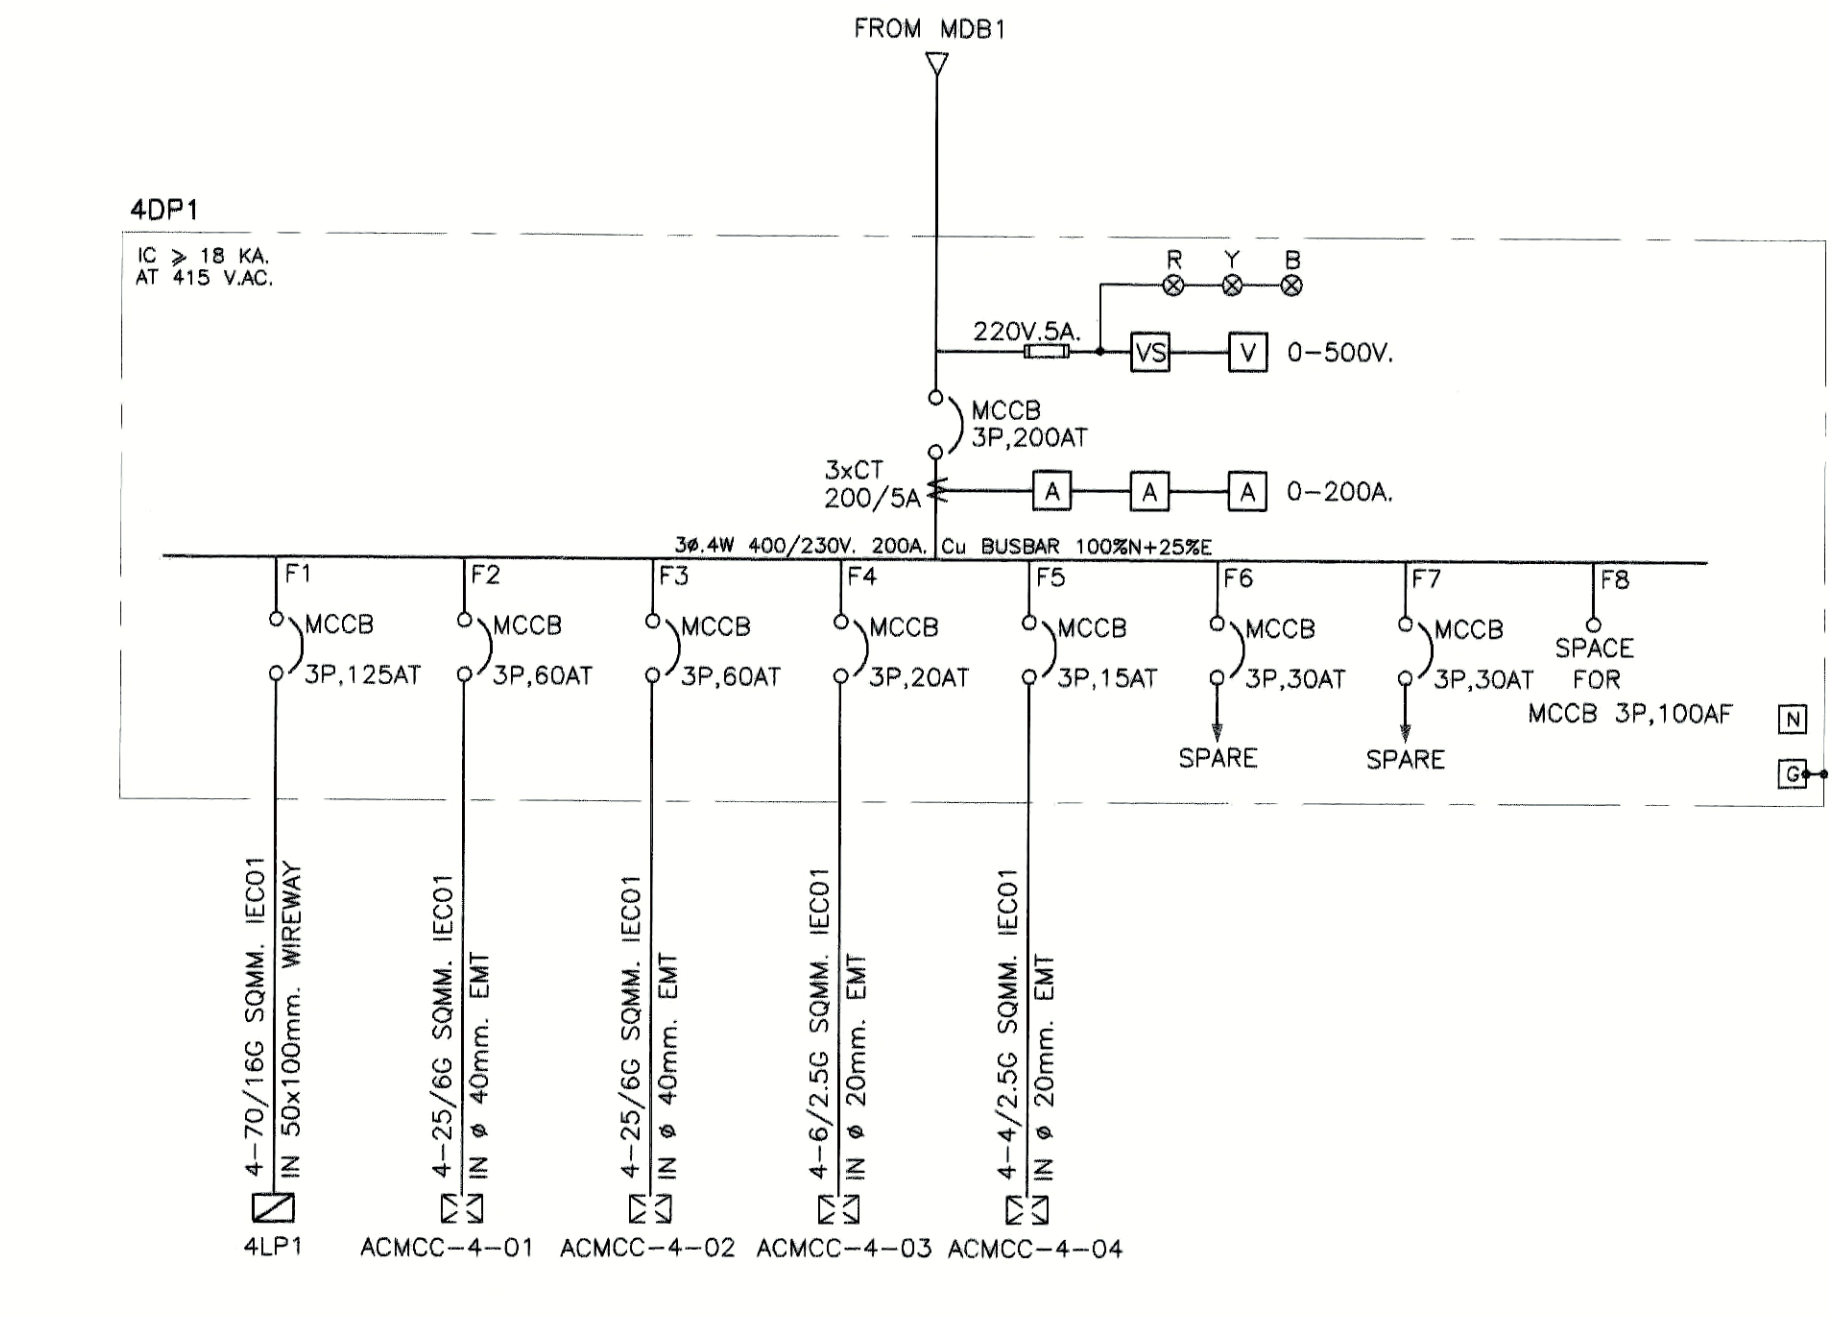 FROM MDB1
4DP1
IC ⩾ 18 KA.
AT 415 V.AC.
R Y B
220V.5A.
VS V 0-500V.
MCCB
3P,200AT
3xCT
200/5A
A A A 0-200A.
3ø.4W 400/230V. 200A. Cu BUSBAR 100%N+25%E
F1 F2 F3 F4 F5 F6 F7 F8
MCCB MCCB MCCB MCCB MCCB MCCB MCCB
3P,125AT 3P,60AT 3P,60AT 3P,20AT 3P,15AT 3P,30AT 3P,30AT
SPACE
FOR
MCCB 3P,100AF
N
SPARE SPARE
G
4-70/16G SQMM. IEC01
IN 50x100mm. WIREWAY
4-25/6G SQMM. IEC01
IN ø 40mm. EMT
4-25/6G SQMM. IEC01
IN ø 40mm. EMT
4-6/2.5G SQMM. IEC01
IN ø 20mm. EMT
4-4/2.5G SQMM. IEC01
IN ø 20mm. EMT
4LP1 ACMCC-4-01 ACMCC-4-02 ACMCC-4-03 ACMCC-4-04